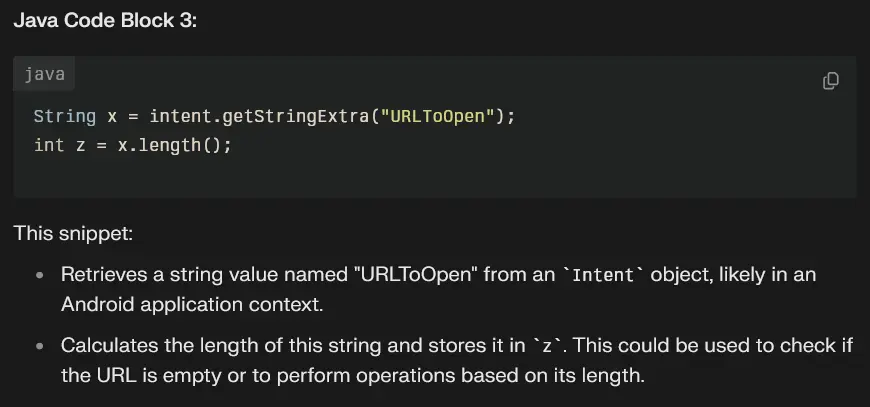 Java Code Block 3:
java
String x = intent.getStringExtra("URLToOpen");
int z = x.length();
This snippet:
• Retrieves a string value named "URLToOpen" from an `Intent` object, likely in an
Android application context.
• Calculates the length of this string and stores it in `z`. This could be used to check if
the URL is empty or to perform operations based on its length.